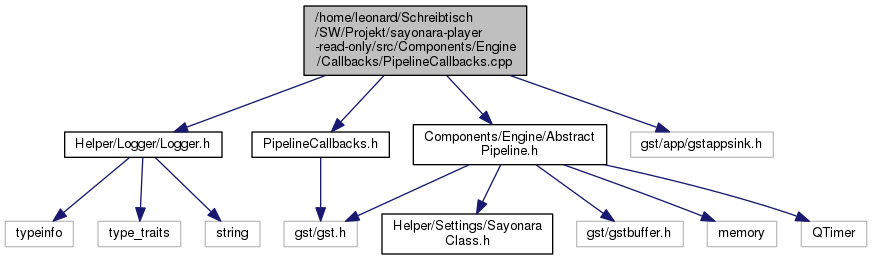 /home/leonard/Schreibtisch
/SW/Projekt/sayonara-player
-read-only/src/Components/Engine
/Callbacks/PipelineCallbacks.cpp
Helper/Logger/Logger.h
PipelineCallbacks.h
Components/Engine/Abstract
Pipeline.h
gst/app/gstappsink.h
typeinfo
type_traits
string
gst/gst.h
Helper/Settings/Sayonara
Class.h
gst/gstbuffer.h
memory
QTimer